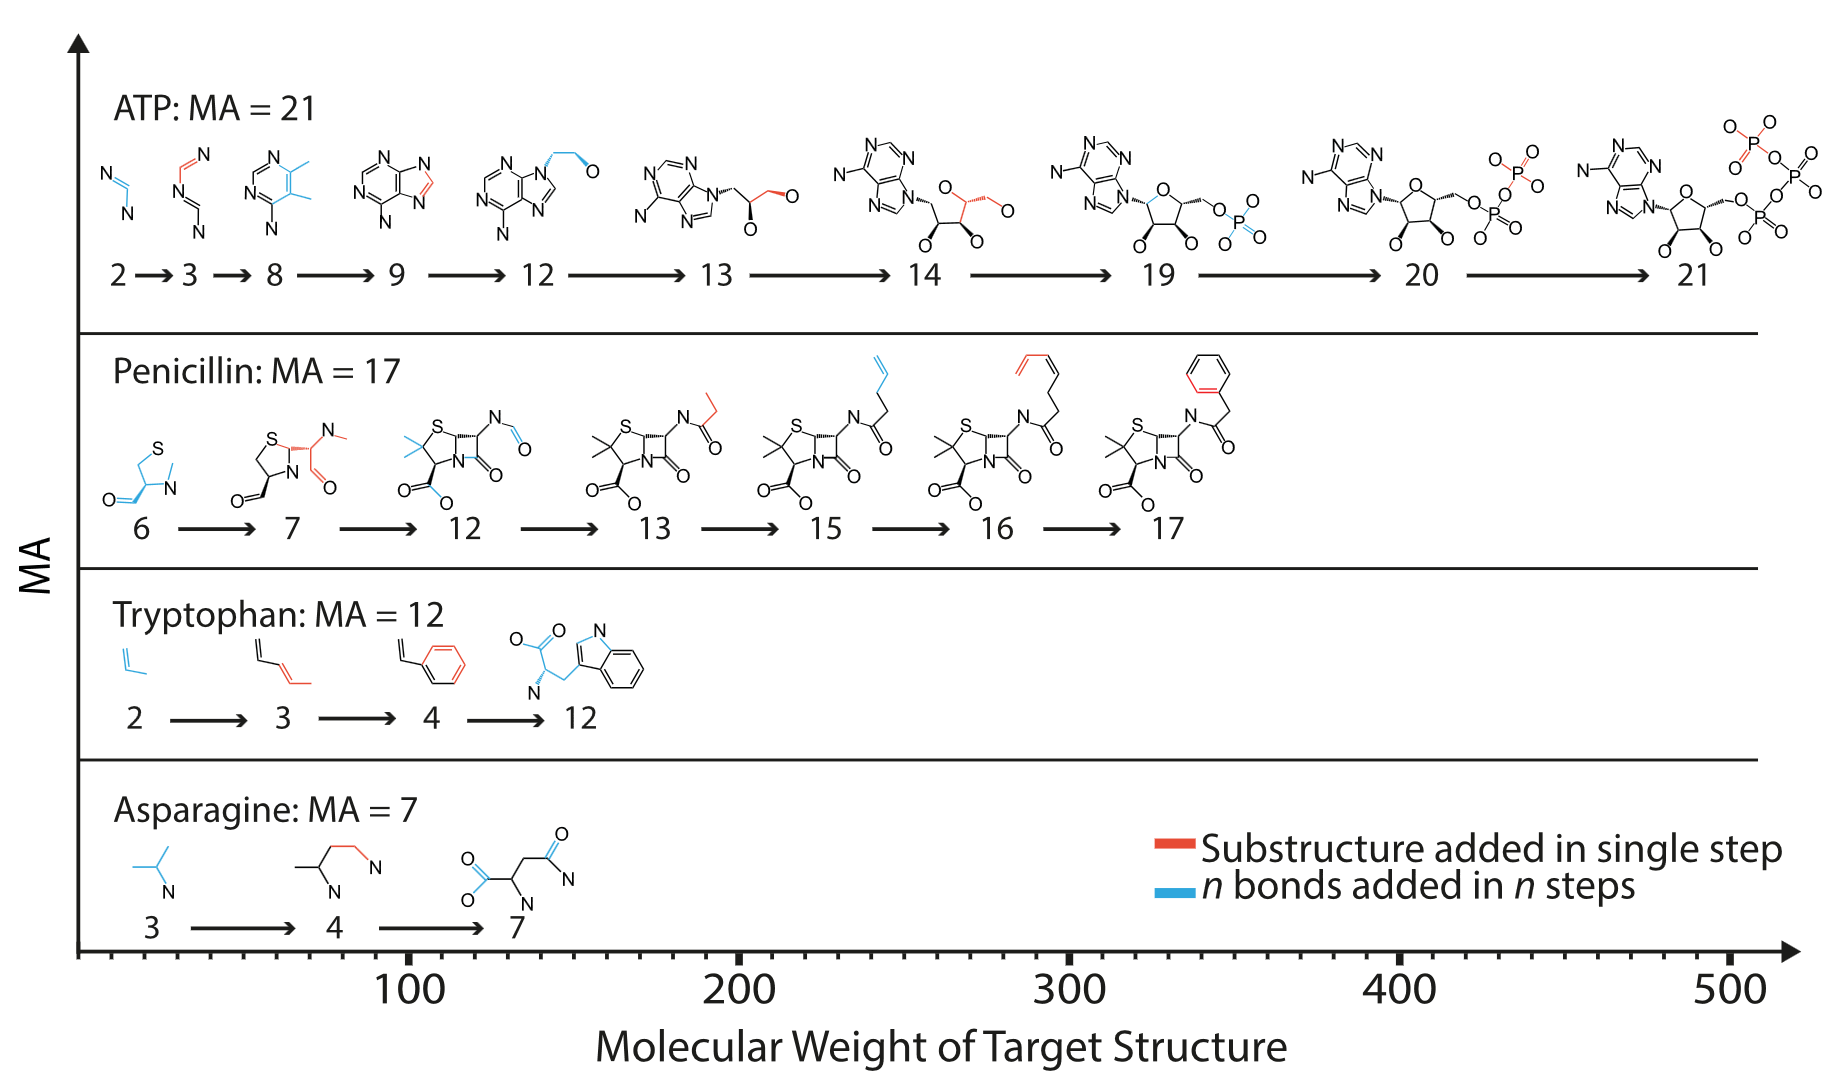 ATP: MA = 21
2 → 3 → 8 → 9 → 12 → 13 → 14 → 19 → 20 → 21
Penicillin: MA = 17
6 → 7 → 12 → 13 → 15 → 16 → 17
Tryptophan: MA = 12
2 → 3 → 4 → 12
Asparagine: MA = 7
3 → 4 → 7
Substructure added in single step
n bonds added in n steps
MA
100 200 300 400 500
Molecular Weight of Target Structure